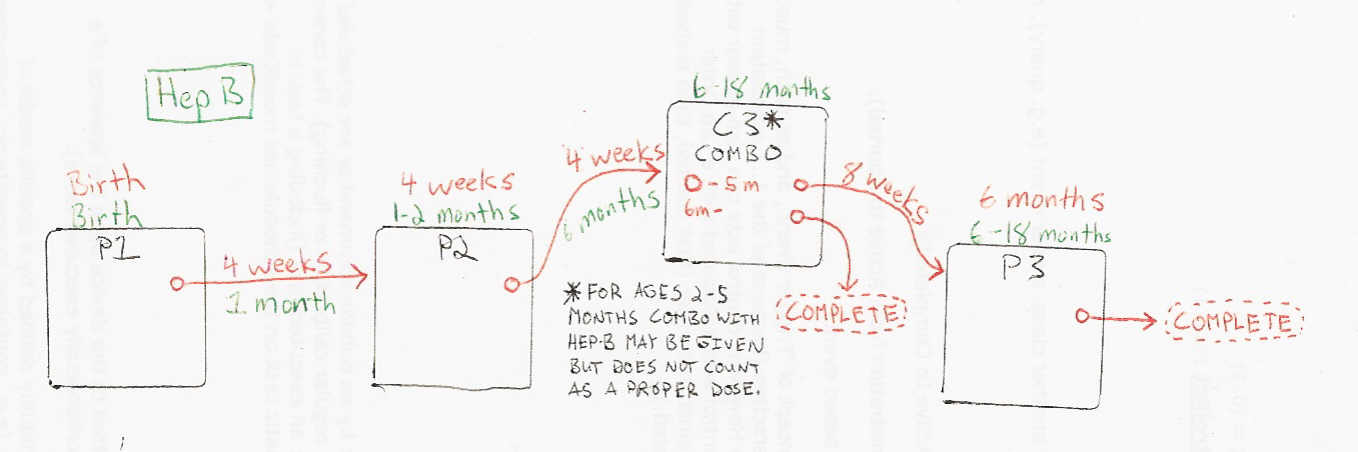 Hep B
Birth
Birth
P1
4 weeks
1 month
4 weeks
1-2 months
P2
4 weeks
6 months
6-18 months
C3*
COMBO
0-5m
6m-
8 weeks
COMPLETE
*FOR AGES 2-5
MONTHS COMBO WITH
HEP-B MAY BE GIVEN
BUT DOES NOT COUNT
AS A PROPER DOSE.
6 months
6-18 months
P3
COMPLETE